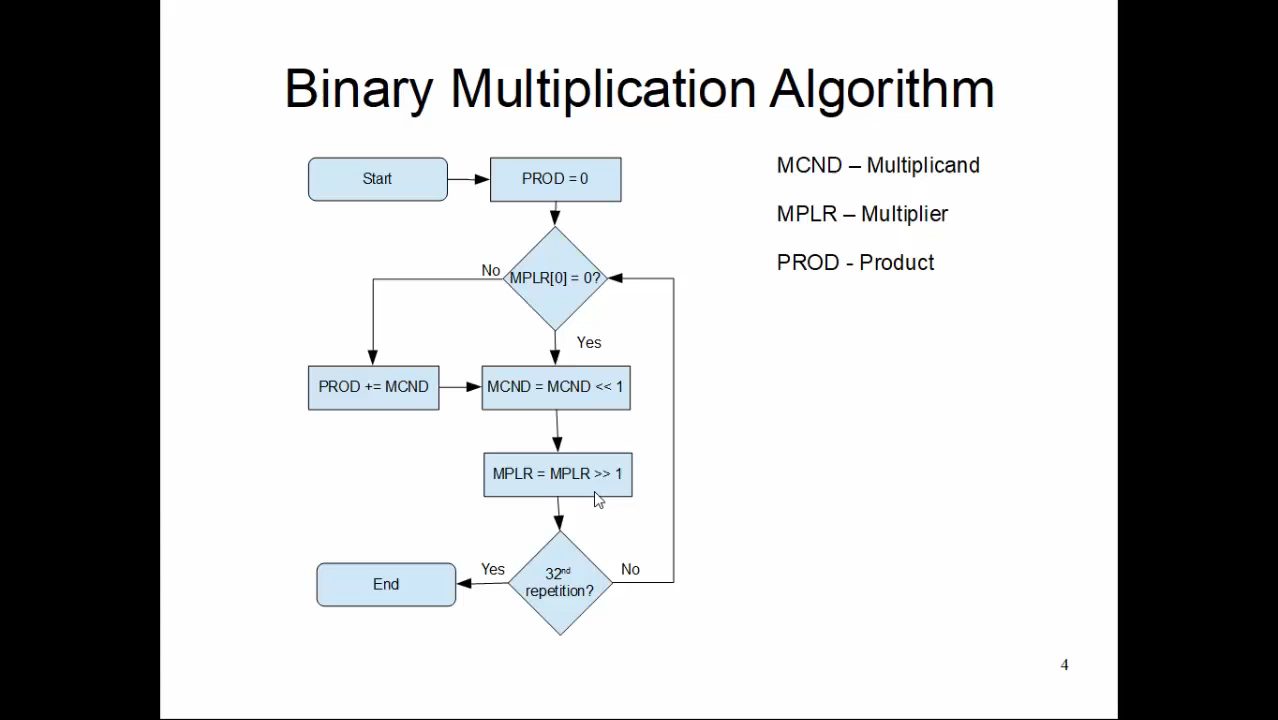 Binary Multiplication Algorithm
Start
PROD = 0
MCND – Multiplicand
MPLR – Multiplier
PROD - Product
No
MPLR[0] = 0?
Yes
PROD += MCND
MCND = MCND << 1
MPLR = MPLR >> 1
32nd
repetition?
Yes
No
End
4